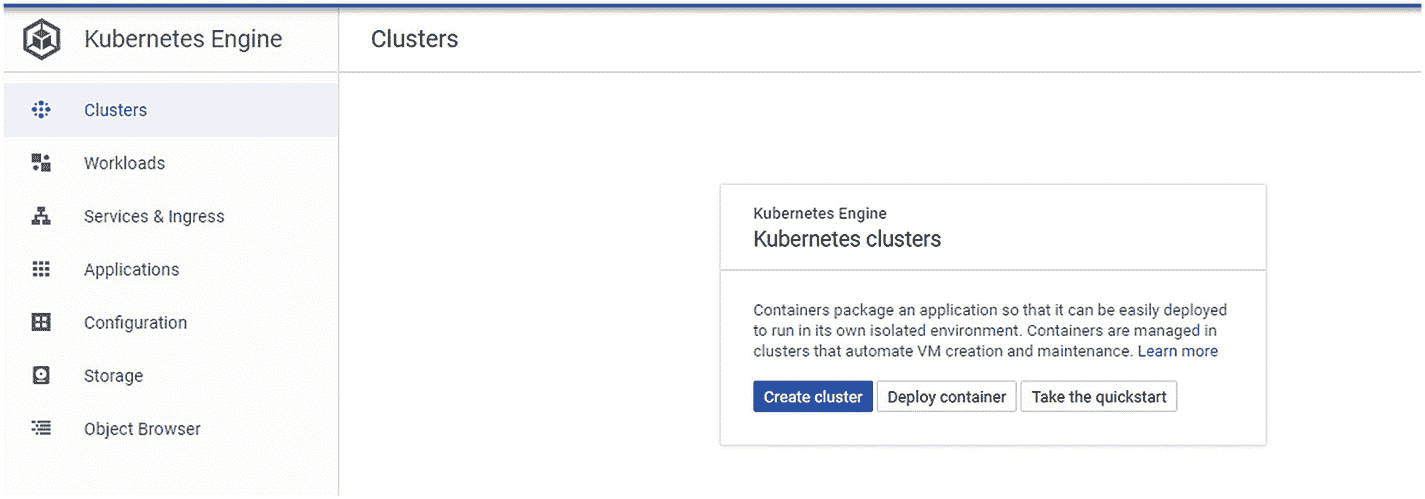 Kubernetes Engine
Clusters
Clusters
Workloads
Services & Ingress
Applications
Configuration
Storage
Object Browser
Kubernetes Engine
Kubernetes clusters
Containers package an application so that it can be easily deployed
to run in its own isolated environment. Containers are managed in
clusters that automate VM creation and maintenance. Learn more
Create cluster
Deploy container
Take the quickstart